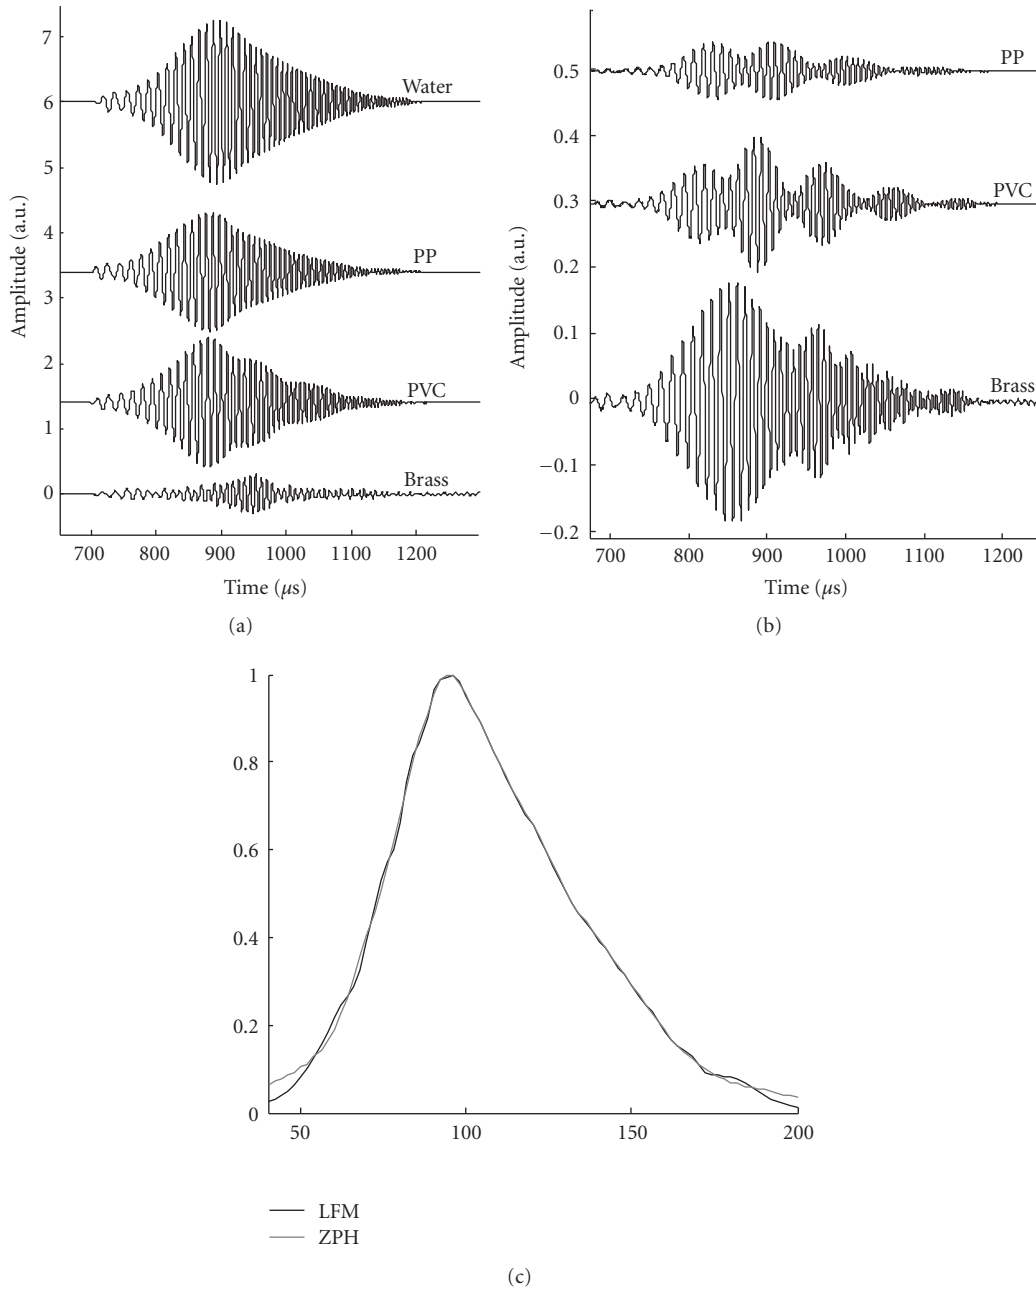 7
6
5
4
3
2
1
0
Amplitude (a.u.)
Water
PP
PVC
Brass
700 800 900 1000 1100 1200
Time (μs)
(a)
0.5
0.4
0.3
0.2
0.1
0
−0.1
−0.2
Amplitude (a.u.)
PP
PVC
Brass
700 800 900 1000 1100 1200
Time (μs)
(b)
1
0.8
0.6
0.4
0.2
0
50 100 150 200
LFM
ZPH
(c)